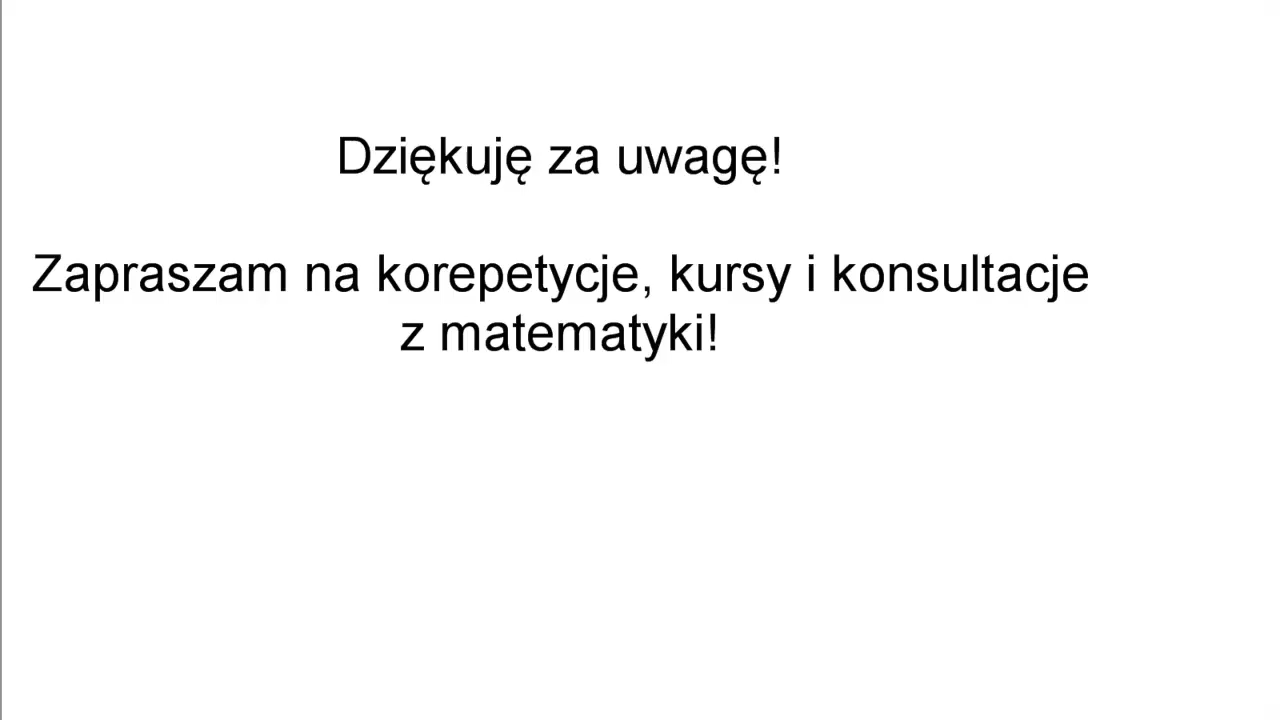 Dziękuję za uwagę!
Zapraszam na korepetycje, kursy i konsultacje
z matematyki!